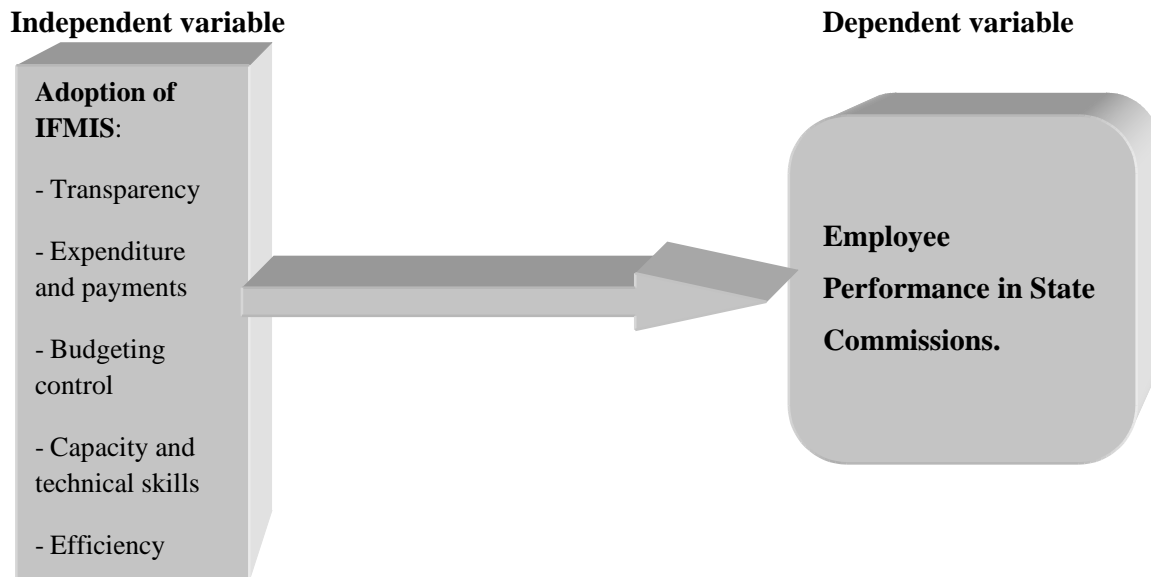 Independent variable
Dependent variable
Adoption of
IFMIS:
- Transparency
- Expenditure
and payments
- Budgeting
control
- Capacity and
technical skills
- Efficiency
Employee
Performance in State
Commissions.